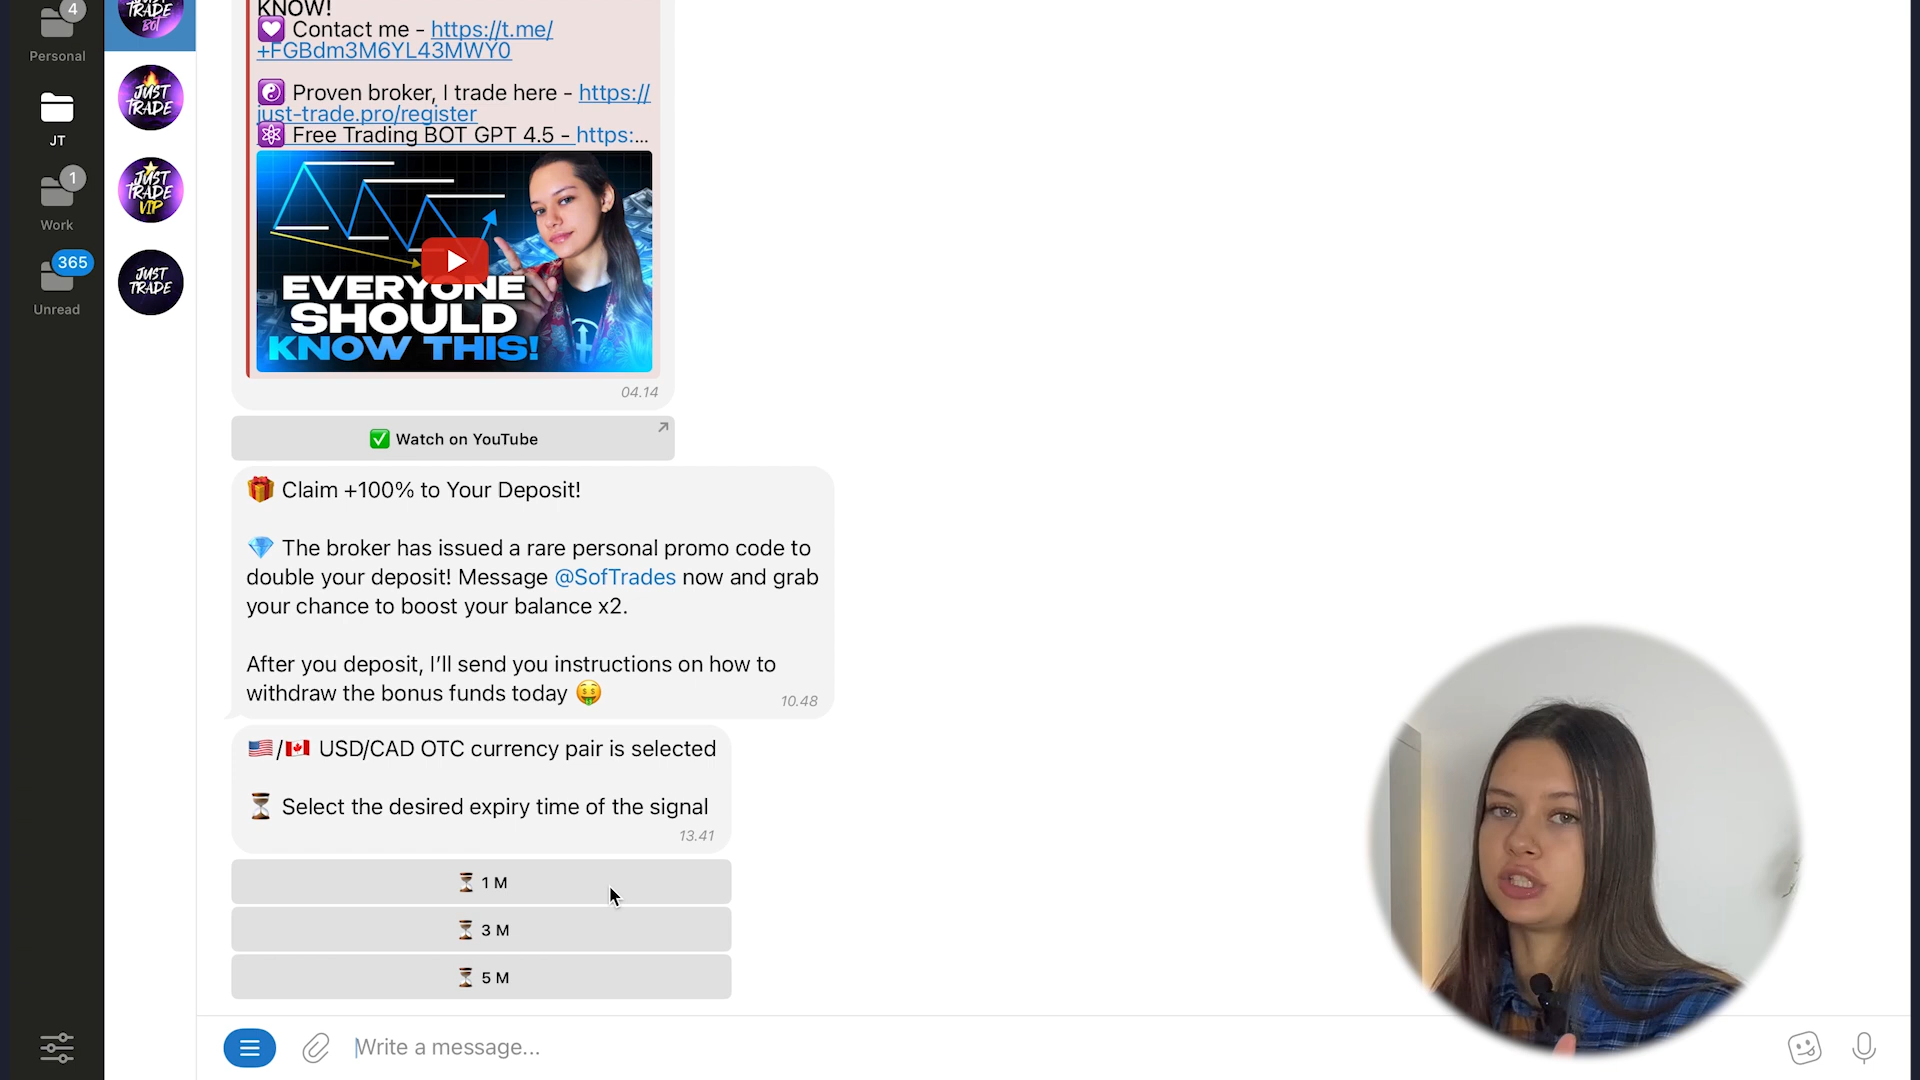 4
Personal
JT
1
Work
365
Unread
TRADE
BOT
JUST
TRADE
JUST
TRADE
VIP
JUST
TRADE
KNOW!
Contact me - https://t.me/
+FGBdm3M6YL43MWY0
Proven broker, I trade here - https://
just-trade.pro/register
Free Trading BOT GPT 4.5 - https:...
EVERYONE
SHOULD
KNOW THIS!
04.14
✅ Watch on YouTube
🎁 Claim +100% to Your Deposit!
💎 The broker has issued a rare personal promo code to
double your deposit! Message @SofTrades now and grab
your chance to boost your balance x2.
After you deposit, I’ll send you instructions on how to
withdraw the bonus funds today 🤑
10.48
🇺🇸/🇨🇦 USD/CAD OTC currency pair is selected
⏳ Select the desired expiry time of the signal
13.41
⏳ 1 M
⏳ 3 M
⏳ 5 M
Write a message...